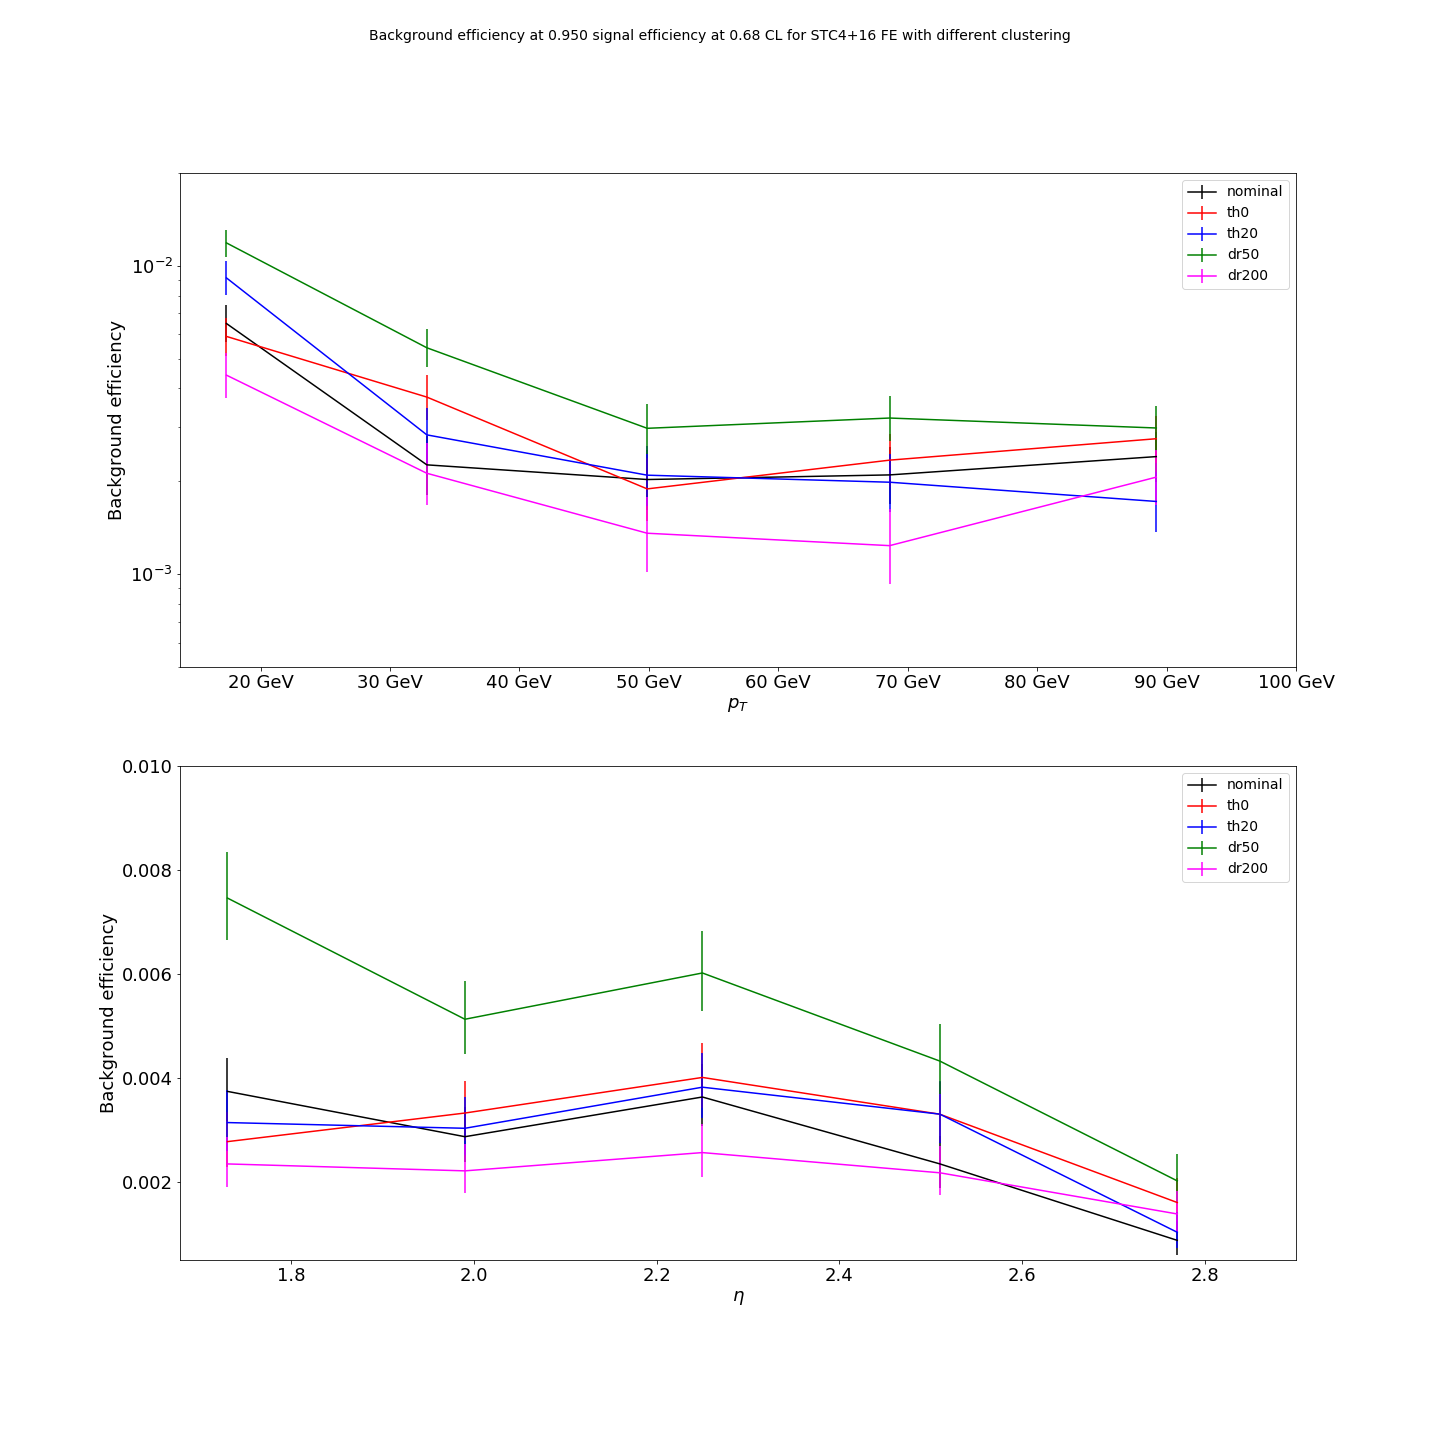 Background efficiency at 0.950 signal efficiency at 0.68 CL for STC4+16 FE with different clustering
nominal
th0
th20
dr50
dr200
10⁻²
10⁻³
Background efficiency
20 GeV 30 GeV 40 GeV 50 GeV 60 GeV 70 GeV 80 GeV 90 GeV 100 GeV
p_T
nominal
th0
th20
dr50
dr200
0.010
0.008
0.006
0.004
0.002
Background efficiency
1.8 2.0 2.2 2.4 2.6 2.8
η